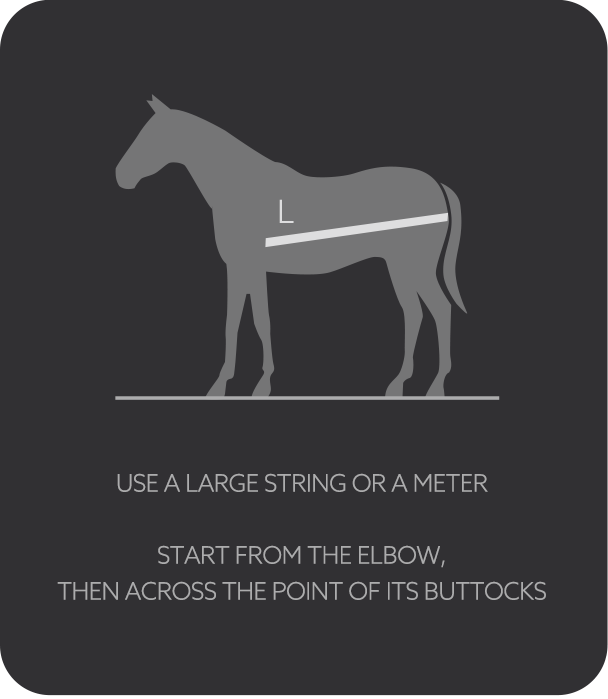 L
USE A LARGE STRING OR A METER
START FROM THE ELBOW,
THEN ACROSS THE POINT OF ITS BUTTOCKS